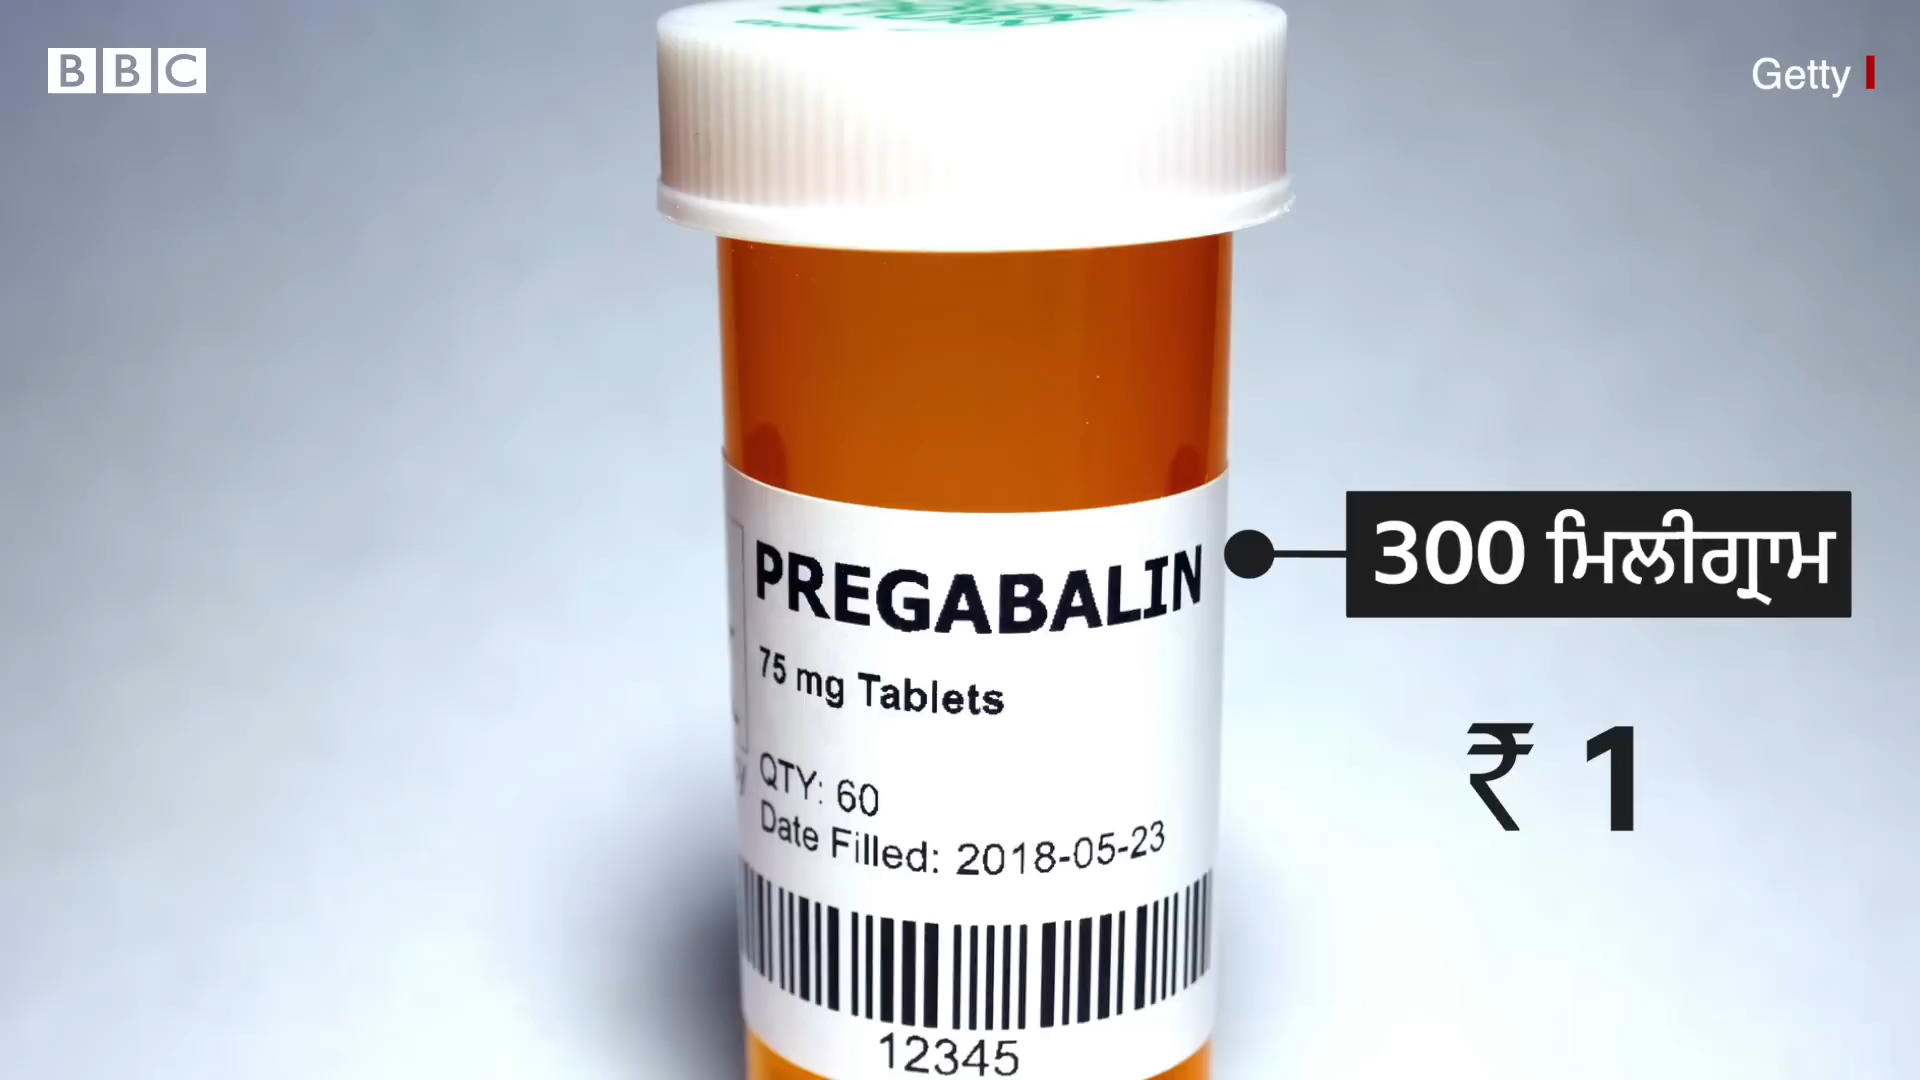 BBC
Getty
PREGABALIN
75 mg Tablets
QTY: 60
Date Filled: 2018-05-23
12345
300 ਮਿਲੀਗ੍ਰਾਮ
₹ 1